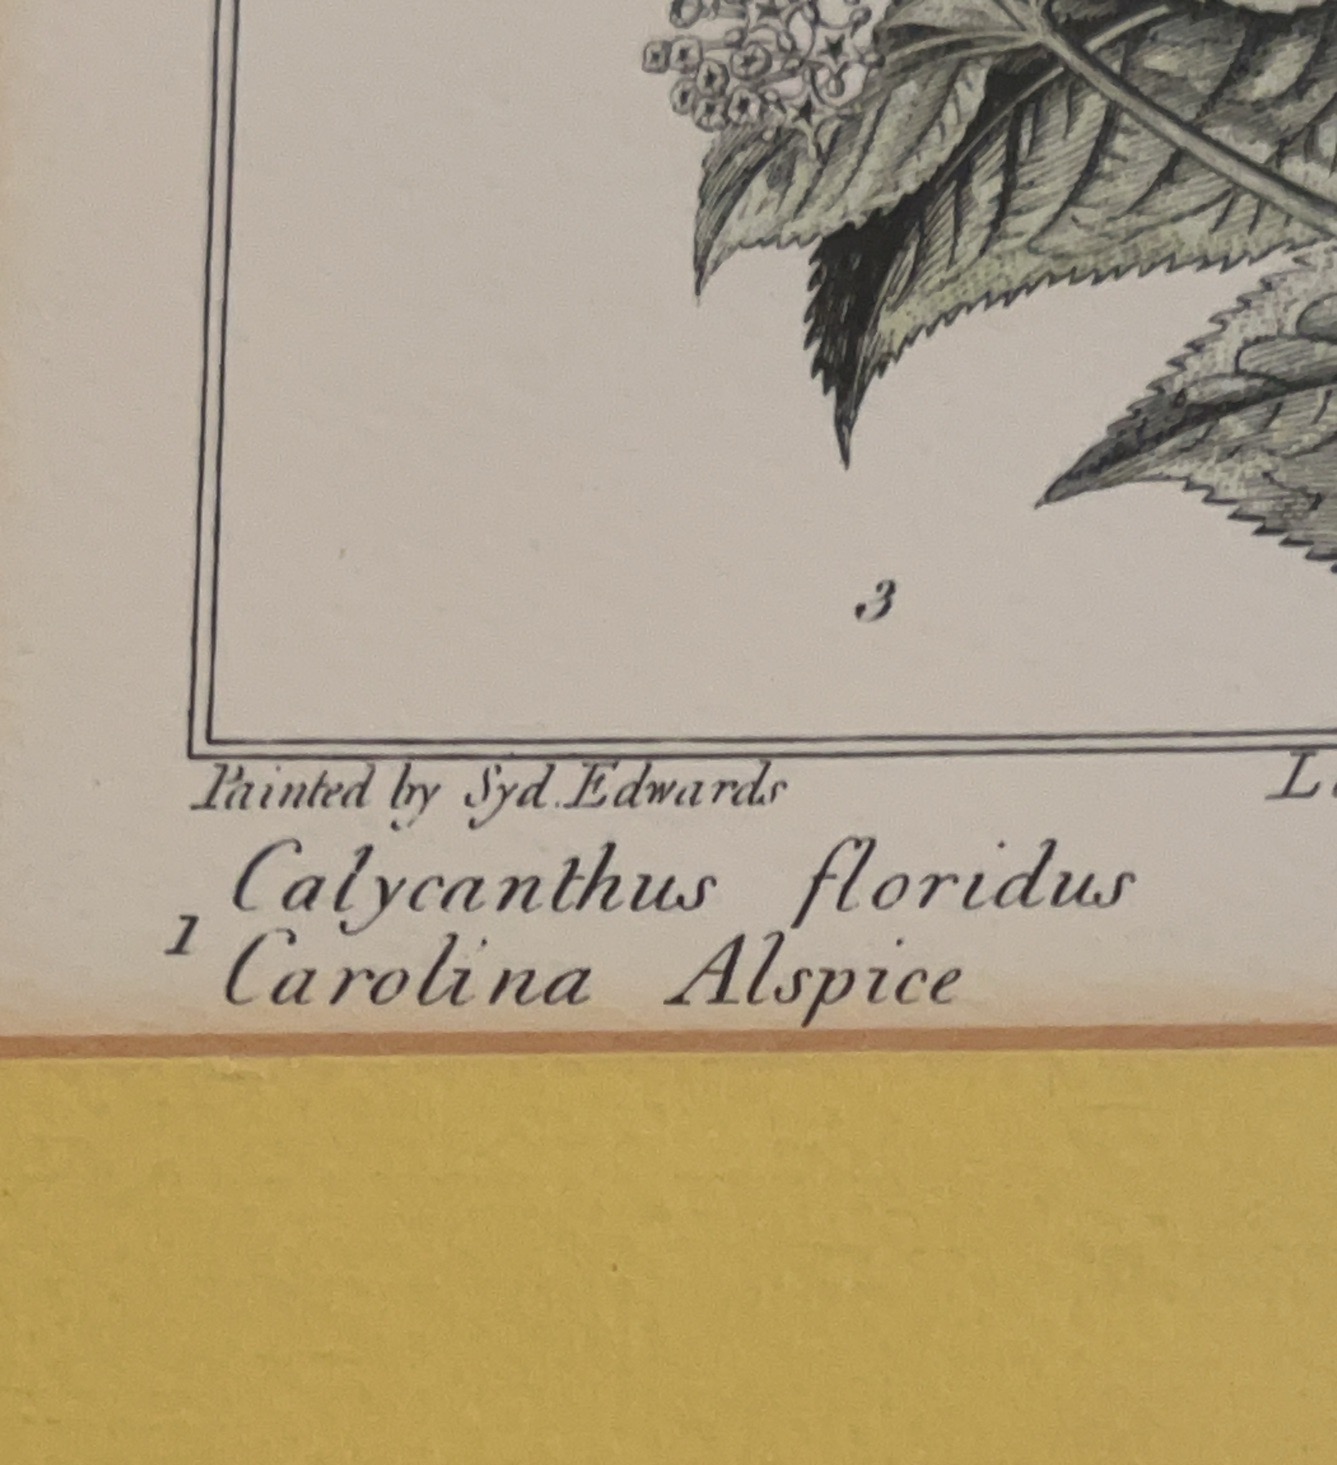 3
Painted by Syd. Edwards
Calycanthus floridus
1
Carolina Alspice